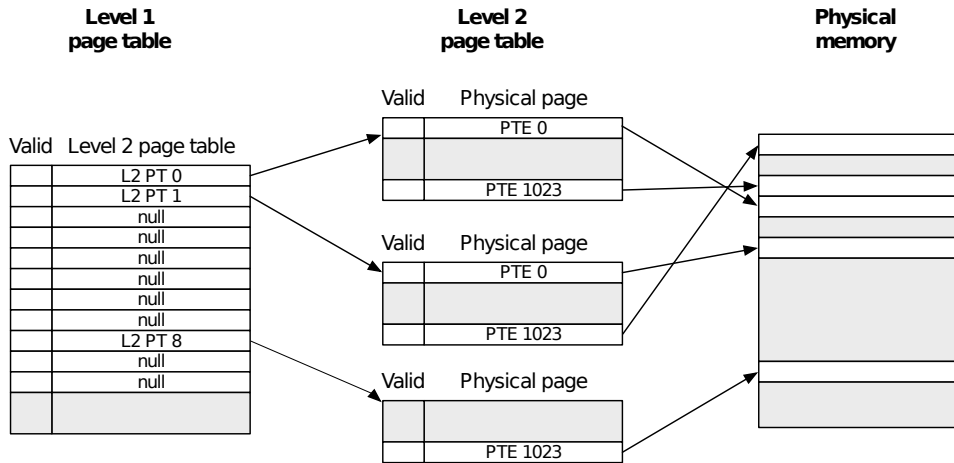 Level 1
page table
Level 2
page table
Physical
memory
Valid Level 2 page table
L2 PT 0
L2 PT 1
null
null
null
null
null
null
L2 PT 8
null
null
Valid Physical page
PTE 0
PTE 1023
Valid Physical page
PTE 0
PTE 1023
Valid Physical page
PTE 1023